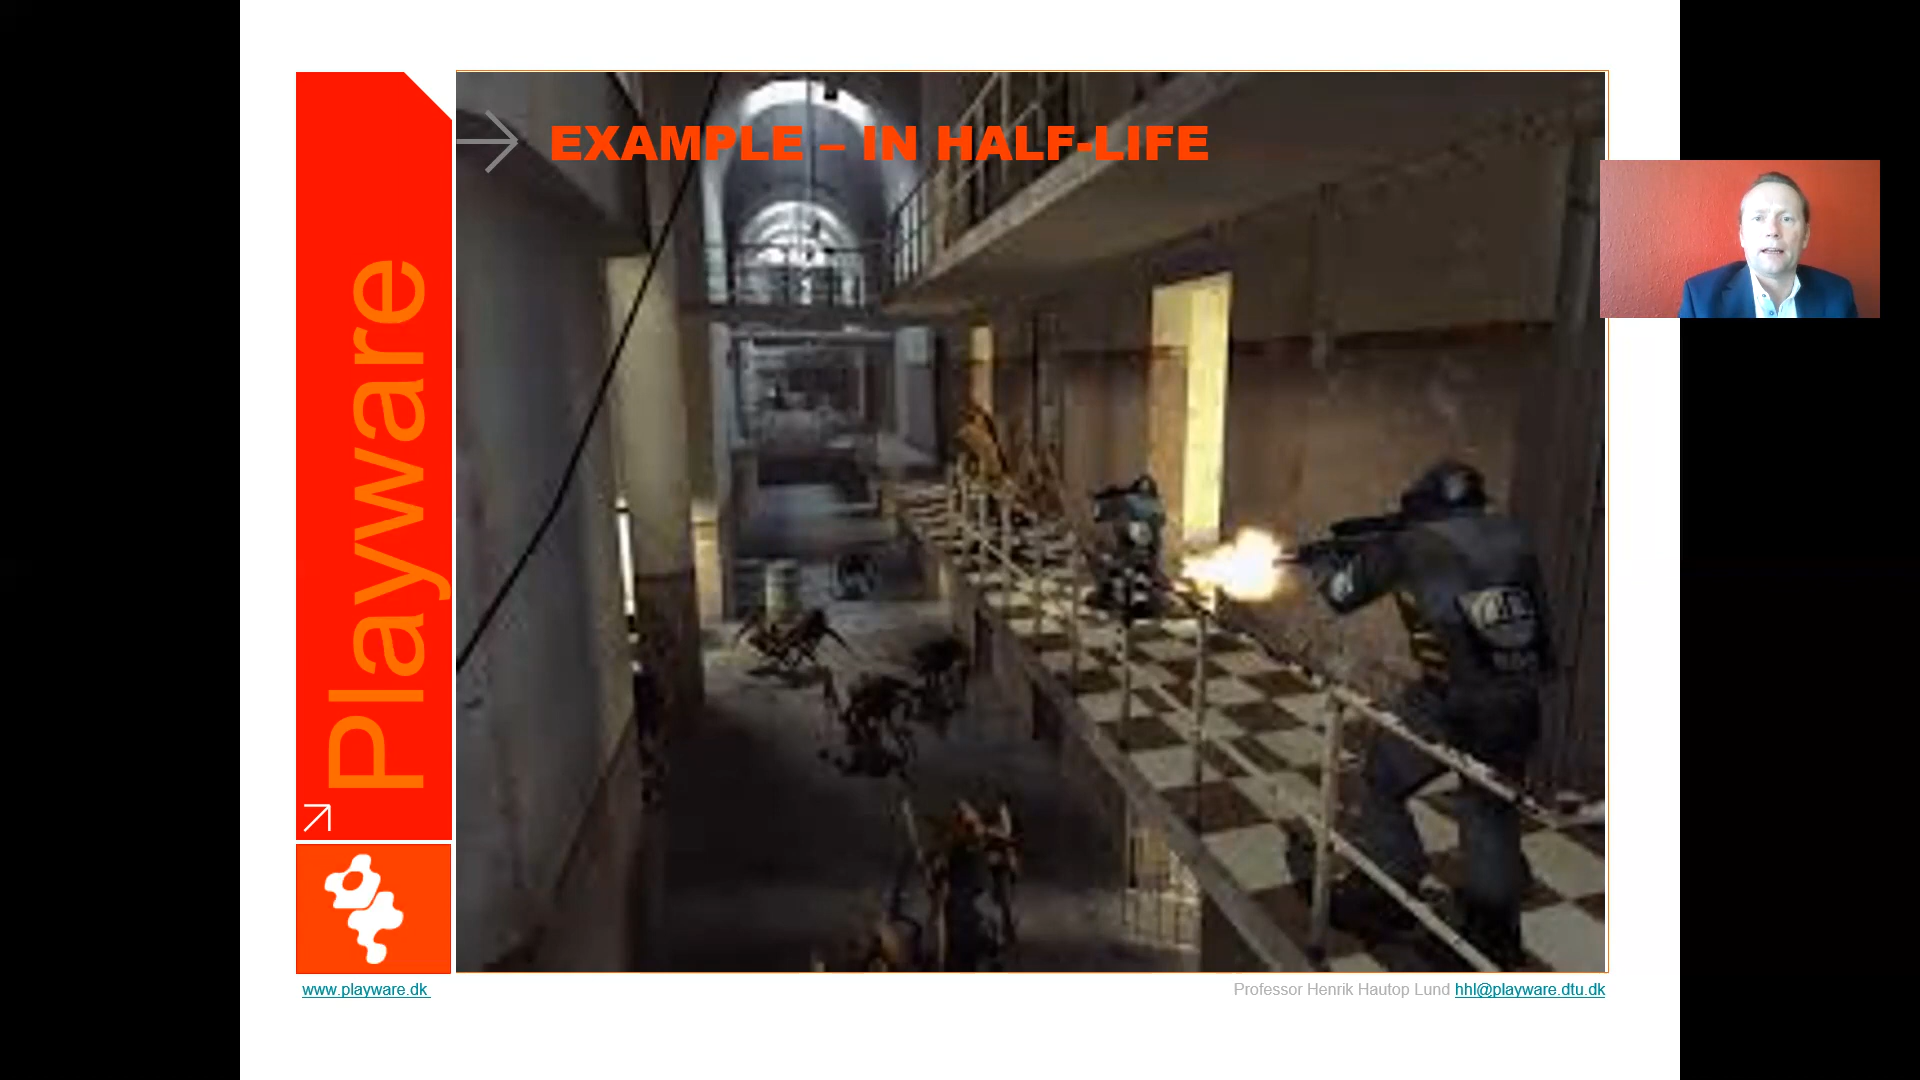 EXAMPLE – IN HALF-LIFE
Playware
www.playware.dk
Professor Henrik Hautop Lund hhl@playware.dtu.dk